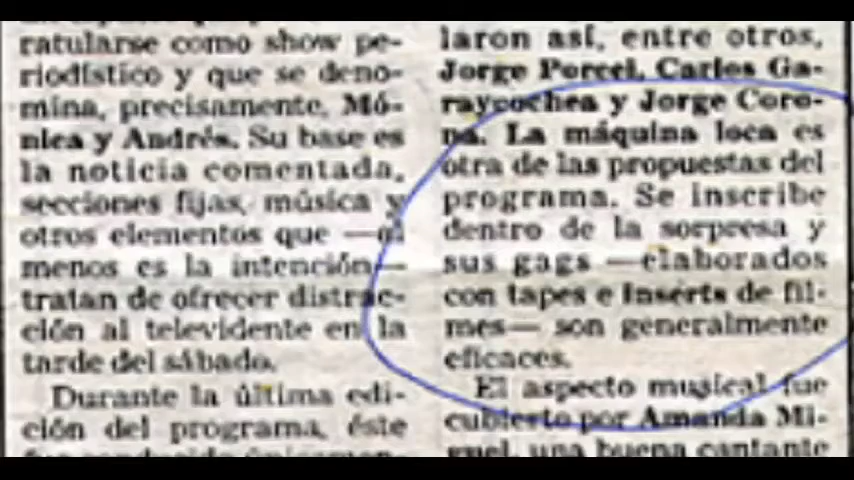 ratularse como show pe-
riodístico y que se deno-
mina, precisamente, Mó-
nica y Andrés. Su base es
la noticia comentada,
secciones fijas, música y
otros elementos que —al
menos es la intención—
tratan de ofrecer distrac-
ción al televidente en la
tarde del sábado.
Durante la última edi-
ción del programa, éste
laron así, entre otros,
Jorge Porcel, Carlos Ga-
raycochea y Jorge Coro-
na. La máquina loca es
otra de las propuestas del
programa. Se inscribe
dentro de la sorpresa y
sus gags —elaborados
con tapes e inserts de fil-
mes— son generalmente
eficaces.
El aspecto musical fue
cubierto por Amanda Mi-
guel, una buena cantante